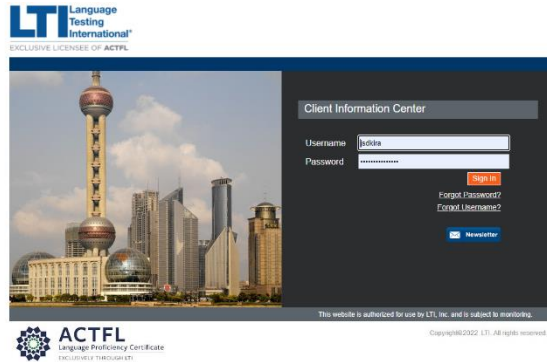 LTI Language
Testing
International®
EXCLUSIVE LICENSEE OF ACTFL
Client Information Center
Username jsdkira
Password ••••••••••••••
Sign In
Forgot Password?
Forgot Username?
Newsletter
This website is authorized for use by LTI, Inc. and is subject to monitoring.
ACTFL
Language Proficiency Certificate
EXCLUSIVELY THROUGH LTI
Copyright©2022 LTI. All rights reserved